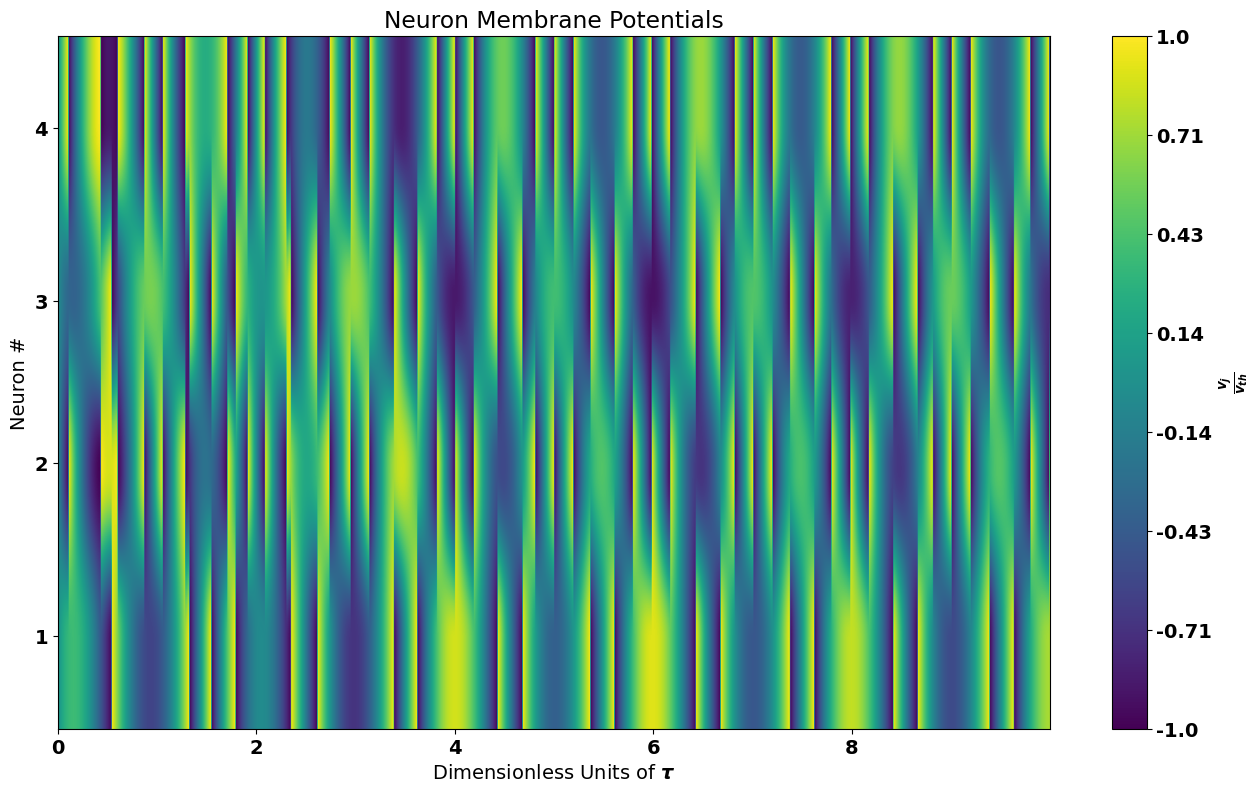 Neuron Membrane Potentials
Neuron #
4
3
2
1
0 2 4 6 8
Dimensionless Units of τ
1.0
0.71
0.43
0.14
-0.14
-0.43
-0.71
-1.0
v_j
v_th